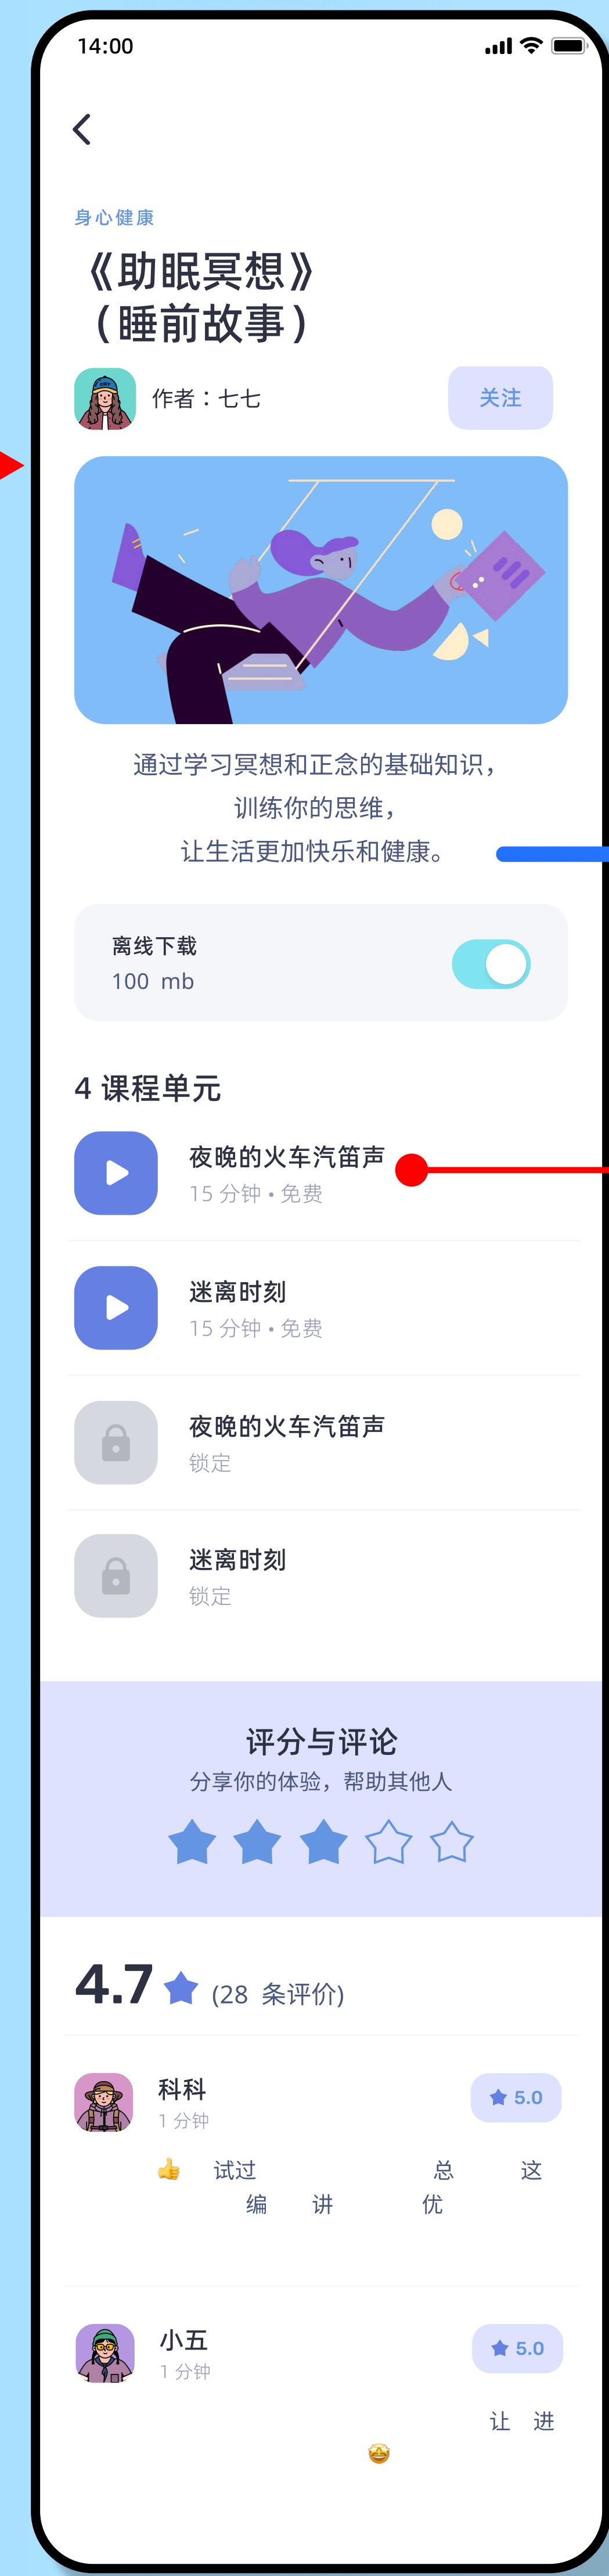 14:00
身心健康
《助眠冥想》
(睡前故事)
作者：七七
关注
通过学习冥想和正念的基础知识，
训练你的思维，
让生活更加快乐和健康。
离线下载
100 mb
4 课程单元
夜晚的火车汽笛声
15 分钟 • 免费
迷离时刻
15 分钟 • 免费
夜晚的火车汽笛声
锁定
迷离时刻
锁定
评分与评论
分享你的体验，帮助其他人
4.7
(28 条评价)
科科
5.0
1 分钟
👍 试过 总 这
编 讲 优
小五
5.0
1 分钟
让 进
🤩